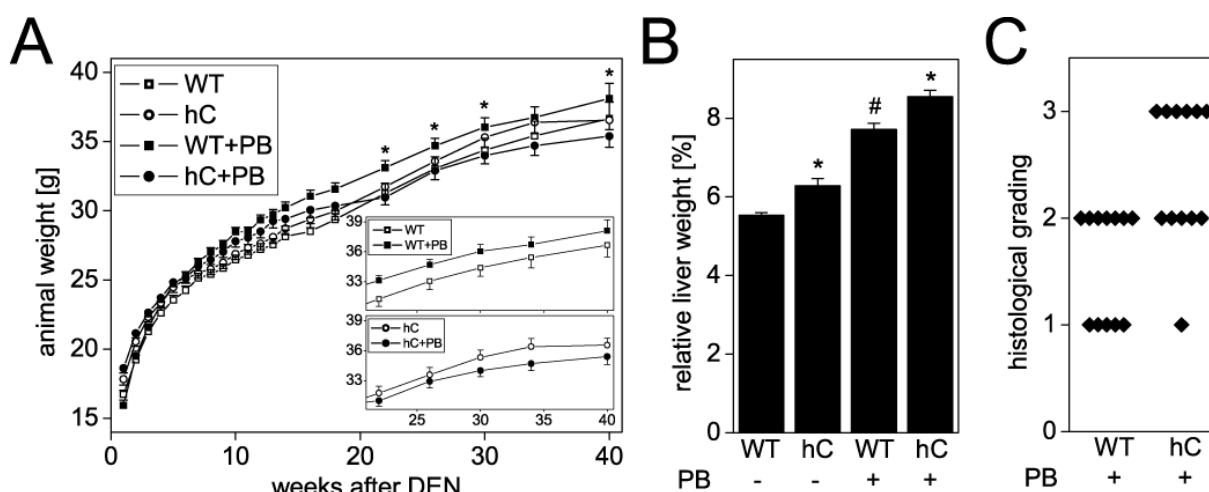 A
animal weight [g]
40
35
30
25
20
15
WT
hC
WT+PB
hC+PB
* * * *
39
36
33
WT
WT+PB
39
36
33
hC
hC+PB
25 30 35 40
0 10 20 30 40
weeks after DEN
B
relative liver weight [%]
8
6
4
2
0
* # *
WT hC WT hC
PB - - + +
C
histological grading
3
2
1
0
WT hC
PB + +